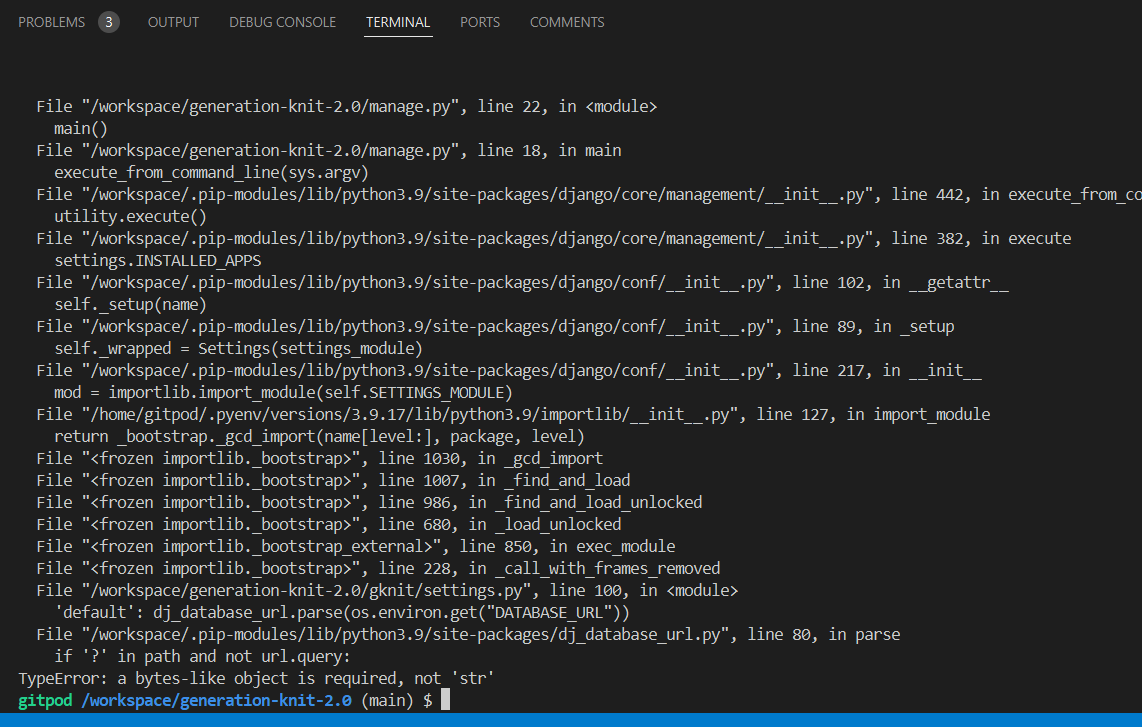 PROBLEMS 3 OUTPUT DEBUG CONSOLE TERMINAL PORTS COMMENTS
File "/workspace/generation-knit-2.0/manage.py", line 22, in <module>
main()
File "/workspace/generation-knit-2.0/manage.py", line 18, in main
execute_from_command_line(sys.argv)
File "/workspace/.pip-modules/lib/python3.9/site-packages/django/core/management/__init__.py", line 442, in execute_from_co
utility.execute()
File "/workspace/.pip-modules/lib/python3.9/site-packages/django/core/management/__init__.py", line 382, in execute
settings.INSTALLED_APPS
File "/workspace/.pip-modules/lib/python3.9/site-packages/django/conf/__init__.py", line 102, in __getattr__
self._setup(name)
File "/workspace/.pip-modules/lib/python3.9/site-packages/django/conf/__init__.py", line 89, in _setup
self._wrapped = Settings(settings_module)
File "/workspace/.pip-modules/lib/python3.9/site-packages/django/conf/__init__.py", line 217, in __init__
mod = importlib.import_module(self.SETTINGS_MODULE)
File "/home/gitpod/.pyenv/versions/3.9.17/lib/python3.9/importlib/__init__.py", line 127, in import_module
return _bootstrap._gcd_import(name[level:], package, level)
File "<frozen importlib._bootstrap>", line 1030, in _gcd_import
File "<frozen importlib._bootstrap>", line 1007, in _find_and_load
File "<frozen importlib._bootstrap>", line 986, in _find_and_load_unlocked
File "<frozen importlib._bootstrap>", line 680, in _load_unlocked
File "<frozen importlib._bootstrap_external>", line 850, in exec_module
File "<frozen importlib._bootstrap>", line 228, in _call_with_frames_removed
File "/workspace/generation-knit-2.0/gknit/settings.py", line 100, in <module>
'default': dj_database_url.parse(os.environ.get("DATABASE_URL"))
File "/workspace/.pip-modules/lib/python3.9/site-packages/dj_database_url.py", line 80, in parse
if '?' in path and not url.query:
TypeError: a bytes-like object is required, not 'str'
gitpod /workspace/generation-knit-2.0 (main) $